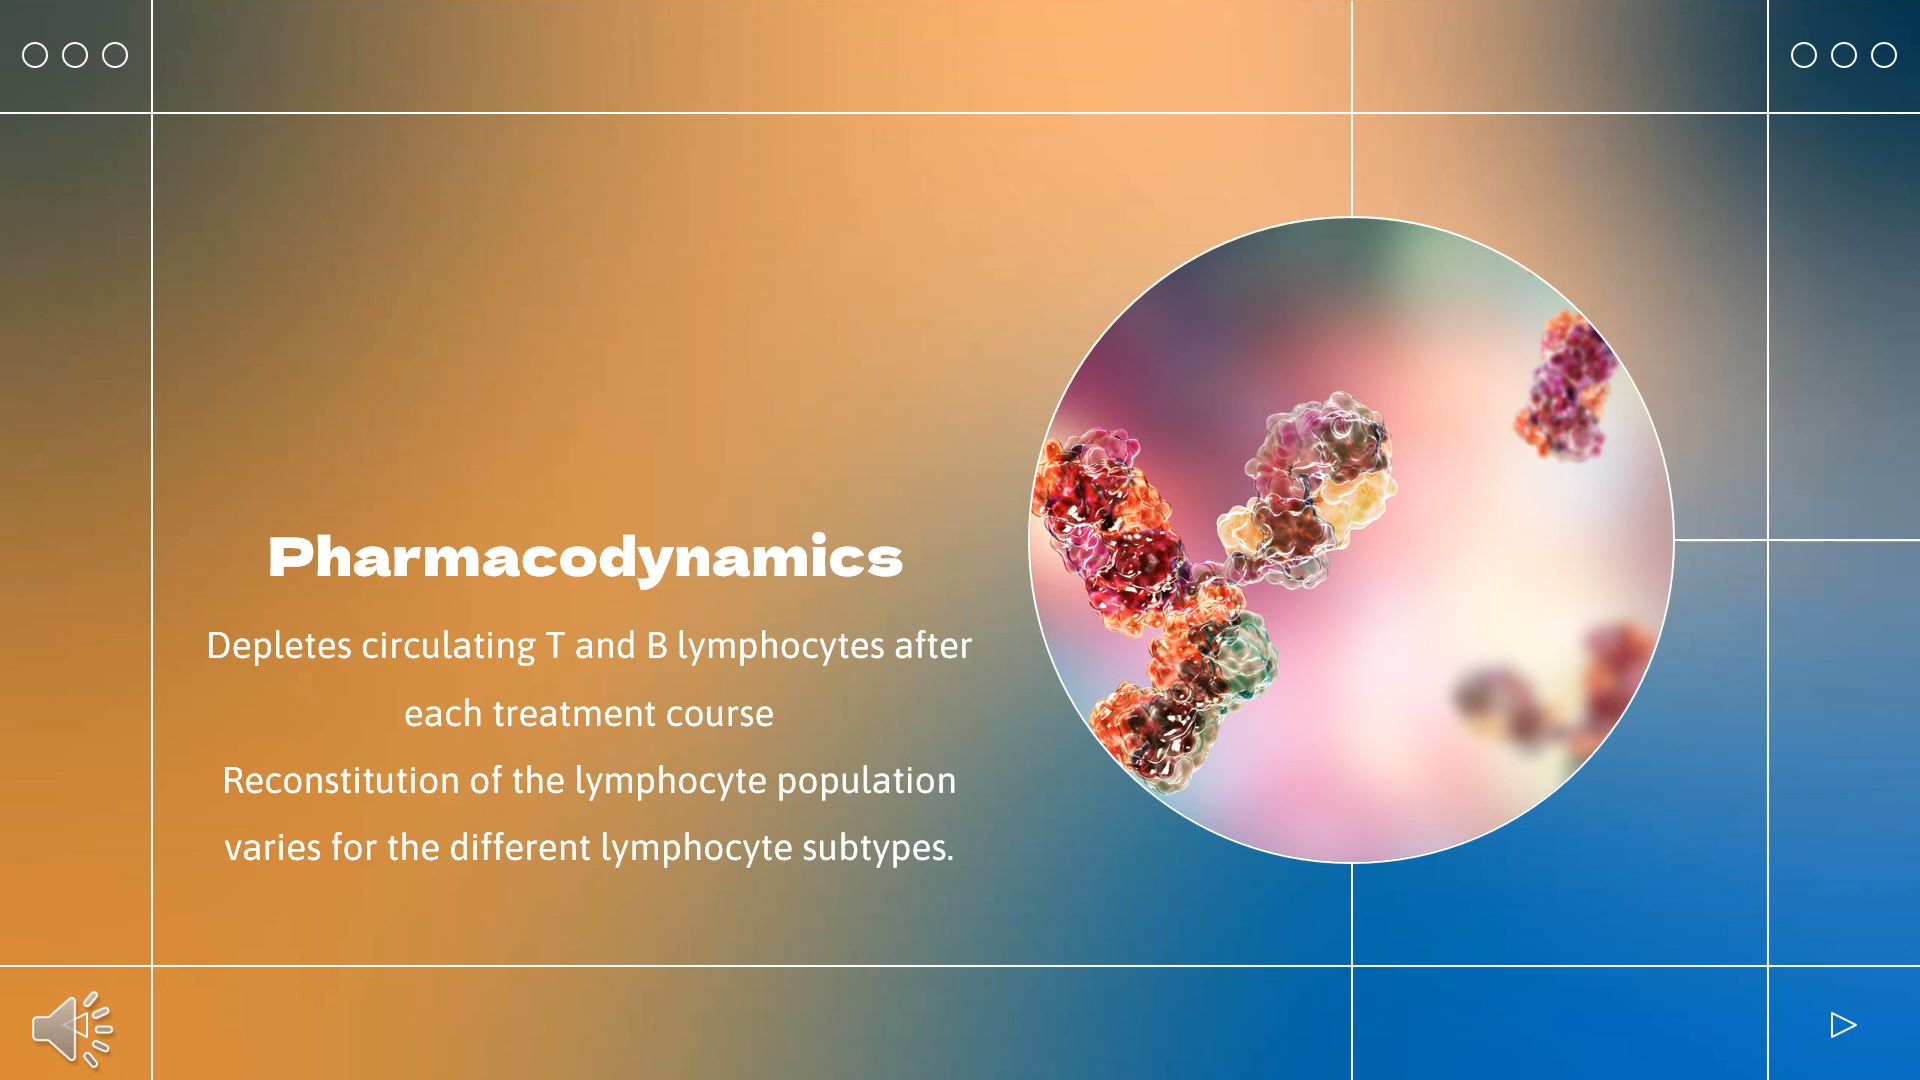 Pharmacodynamics
Depletes circulating T and B lymphocytes after
each treatment course
Reconstitution of the lymphocyte population
varies for the different lymphocyte subtypes.